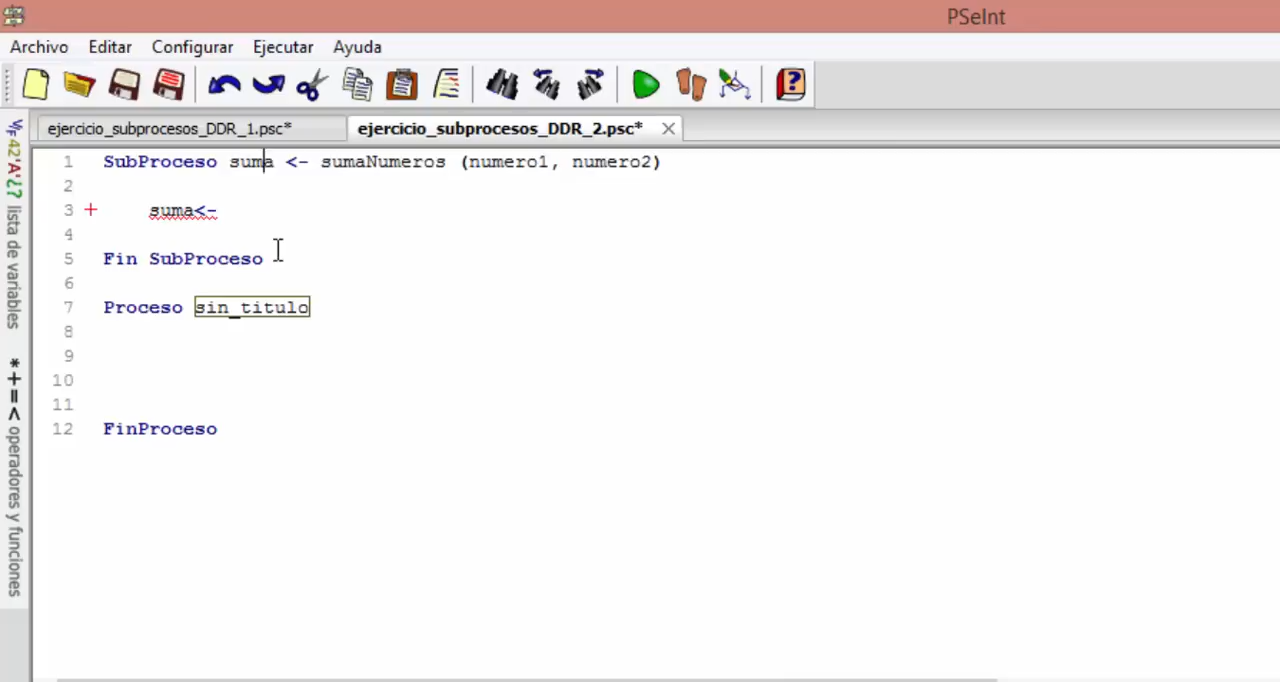 PSeInt
Archivo Editar Configurar Ejecutar Ayuda
ejercicio_subprocesos_DDR_1.psc* ejercicio_subprocesos_DDR_2.psc*
1 SubProceso suma <- sumaNumeros (numero1, numero2)
2
3 + suma<-
4
5 Fin SubProceso
6
7 Proceso sin_titulo
8
9
10
11
12 FinProceso
42 'A' ¿? lista de variables
* + = < operadores y funciones